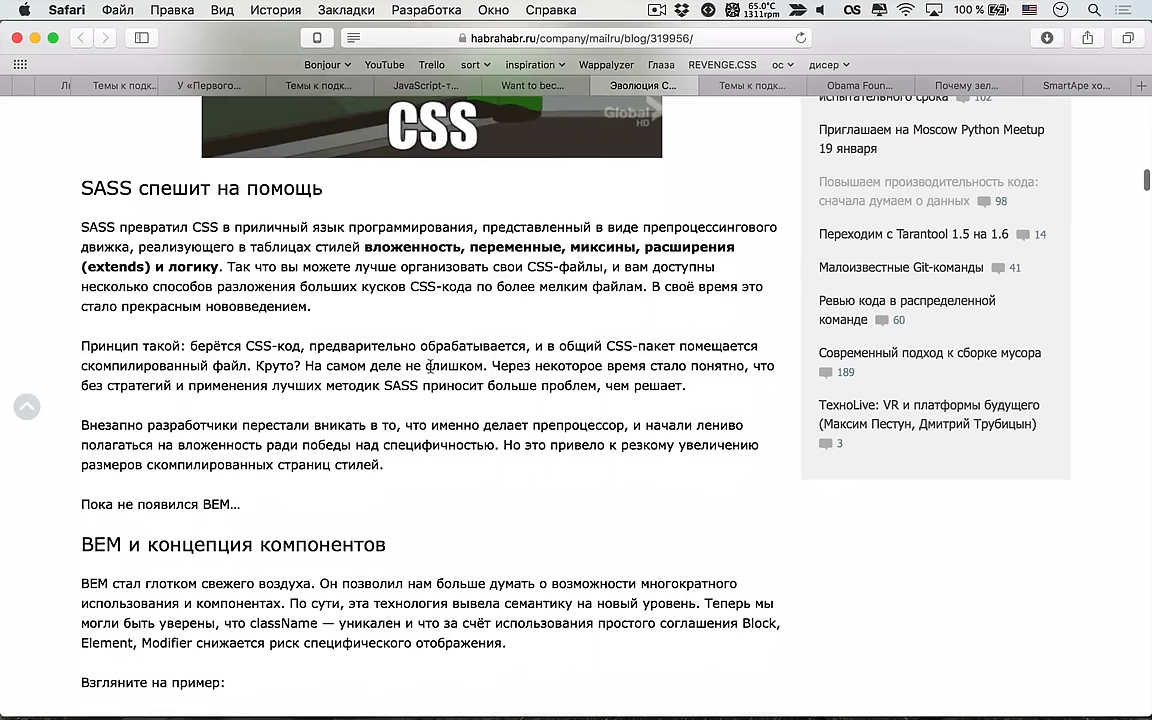 Safari Файл Правка Вид История Закладки Разработка Окно Справка 65.0°C 1311rpm 100 %
habrahabr.ru/company/mailru/blog/319956/
Bonjour YouTube Trello sort inspiration Wappalyzer Глаза REVENGE.CSS ос дисер
Темы к подк... У «Первого... Темы к подк... JavaScript-т... Want to bec... Эволюция C... Темы к подк... Obama Foun... Почему зел... SmartApe хо...
CSS
Global
HD
SASS спешит на помощь
SASS превратил CSS в приличный язык программирования, представленный в виде препроцессингового
движка, реализующего в таблицах стилей вложенность, переменные, миксины, расширения
(extends) и логику. Так что вы можете лучше организовать свои CSS-файлы, и вам доступны
несколько способов разложения больших кусков CSS-кода по более мелким файлам. В своё время это
стало прекрасным нововведением.
Принцип такой: берётся CSS-код, предварительно обрабатывается, и в общий CSS-пакет помещается
скомпилированный файл. Круто? На самом деле не слишком. Через некоторое время стало понятно, что
без стратегий и применения лучших методик SASS приносит больше проблем, чем решает.
Внезапно разработчики перестали вникать в то, что именно делает препроцессор, и начали лениво
полагаться на вложенность ради победы над специфичностью. Но это привело к резкому увеличению
размеров скомпилированных страниц стилей.
Пока не появился BEM...
BEM и концепция компонентов
BEM стал глотком свежего воздуха. Он позволил нам больше думать о возможности многократного
использования и компонентах. По сути, эта технология вывела семантику на новый уровень. Теперь мы
могли быть уверены, что className — уникален и что за счёт использования простого соглашения Block,
Element, Modifier снижается риск специфического отображения.
Взгляните на пример:
испытательного срока 102
Приглашаем на Moscow Python Meetup
19 января
Повышаем производительность кода:
сначала думаем о данных 98
Переходим с Tarantool 1.5 на 1.6 14
Малоизвестные Git-команды 41
Ревью кода в распределенной
команде 60
Современный подход к сборке мусора
189
ТехноLive: VR и платформы будущего
(Максим Пестун, Дмитрий Трубицын)
3